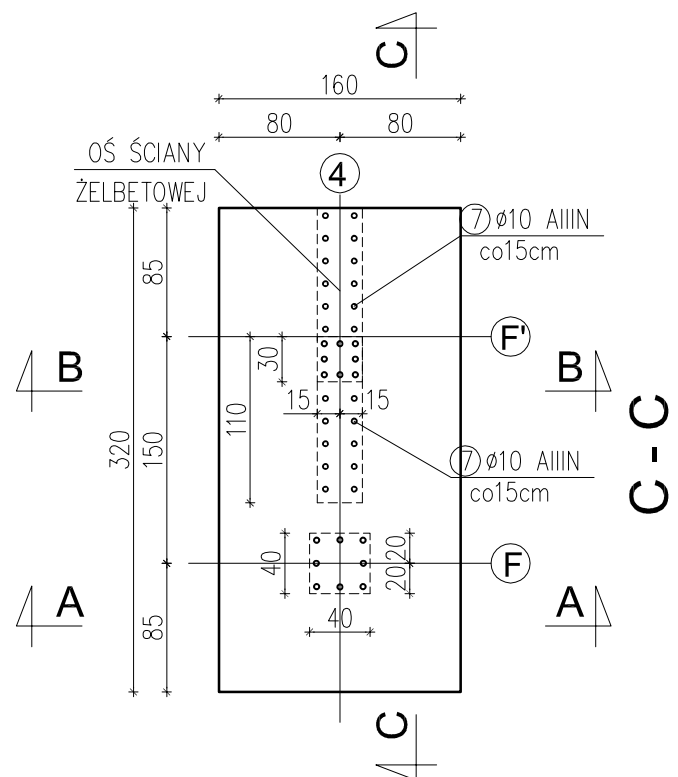 C
160
80
80
OŚ ŚCIANY
ŻELBETOWEJ
4
7 ø10 AIIIN
co15cm
85
F'
B
30
B
15
15
110
320
150
C - C
7 ø10 AIIIN
co15cm
40
20
20
F
A
A
40
85
C